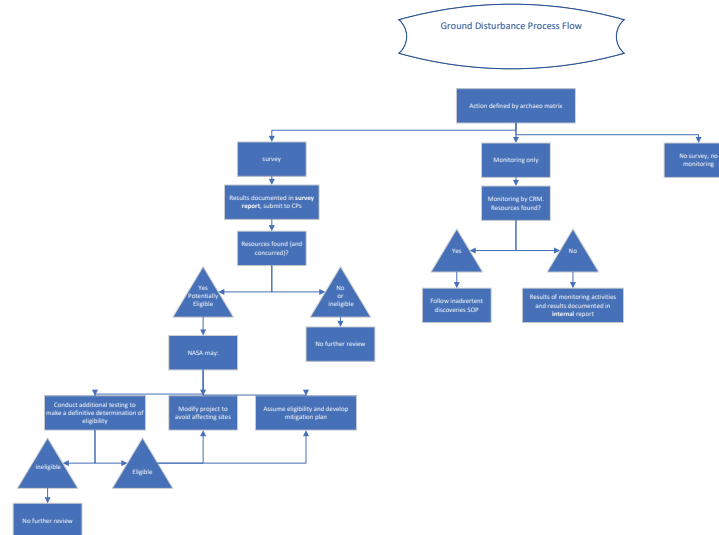 Ground Disturbance Process Flow
Action defined by archaeo matrix
survey
Monitoring only
No survey, no
monitoring
Results documented in survey
report, submit to CPs
Monitoring by CRM.
Resources found?
Resources found (and
concurred)?
Yes
No
Yes
Potentially
Eligible
No
or
ineligible
Follow inadvertent
discoveries SOP
Results of monitoring activities
and results documented in
internal report
No further review
NASA may:
Conduct additional testing to
make a definitive determination of
eligibility
Modify project to
avoid affecting sites
Assume eligibility and develop
mitigation plan
ineligible
Eligible
No further review